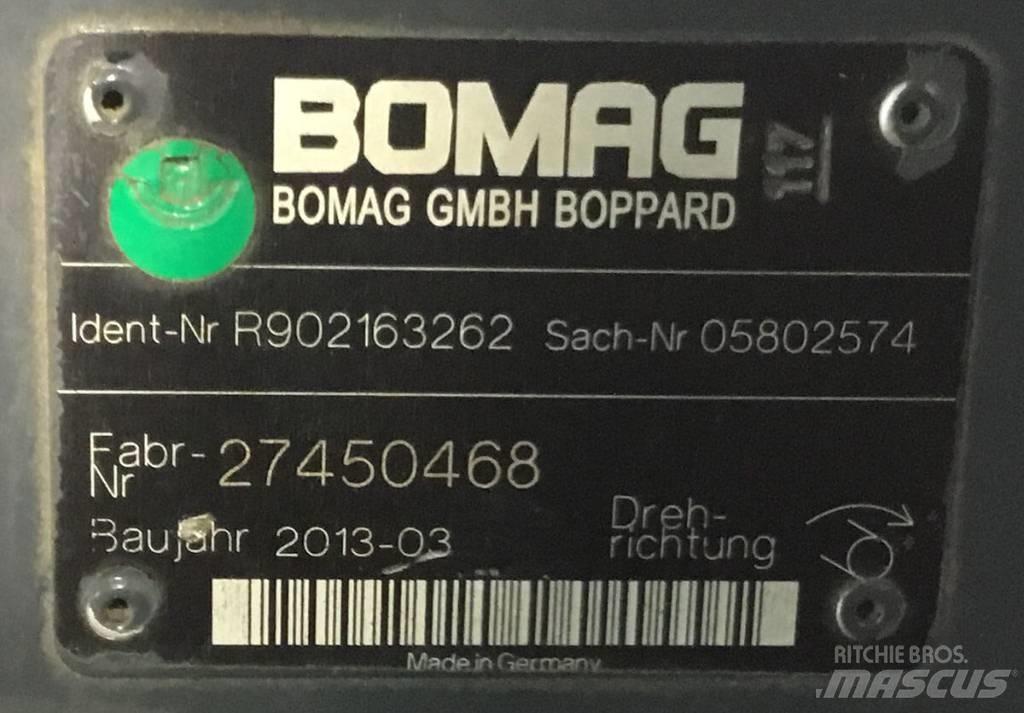 BOMAG
117
BOMAG GMBH BOPPARD
Ident-Nr R902163262 Sach-Nr 05802574
Fabr-Nr 27450468
Baujahr 2013-03
Dreh-
richtung
Made in Germany
RITCHIE BROS.
MASCUS